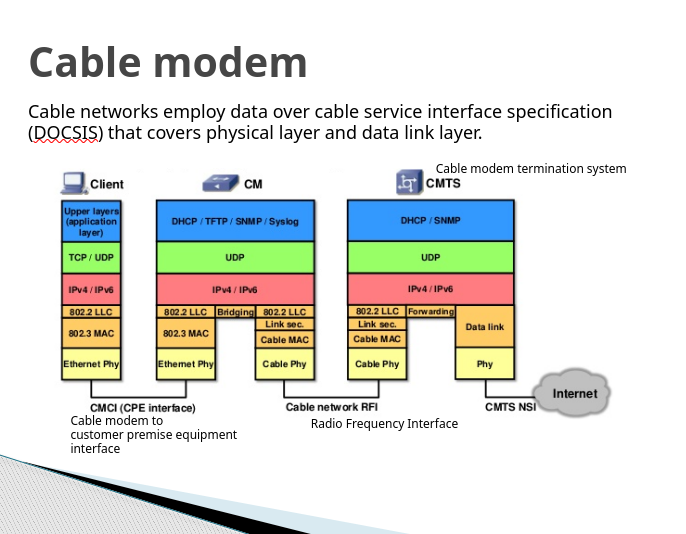 Cable modem
Cable networks employ data over cable service interface specification
(DOCSIS) that covers physical layer and data link layer.
Cable modem termination system
Client
CM
CMTS
Upper layers
(application
layer)
DHCP / TFTP / SNMP / Syslog
DHCP / SNMP
TCP / UDP
UDP
UDP
IPv4 / IPv6
IPv4 / IPv6
IPv4 / IPv6
802.2 LLC
802.2 LLC
Bridging
802.2 LLC
802.2 LLC
Forwarding
802.3 MAC
802.3 MAC
Link sec.
Cable MAC
Link sec.
Cable MAC
Data link
Ethernet Phy
Ethernet Phy
Cable Phy
Cable Phy
Phy
Internet
CMCI (CPE interface)
Cable network RFI
CMTS NSI
Cable modem to
customer premise equipment
interface
Radio Frequency Interface